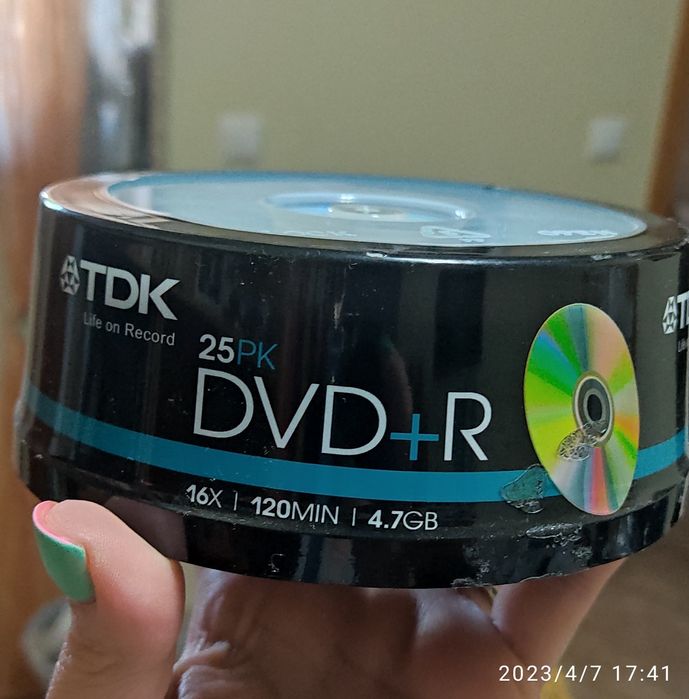 TDK
Life on Record
25PK
DVD+R
16X | 120MIN | 4.7GB
2023/4/7 17:41